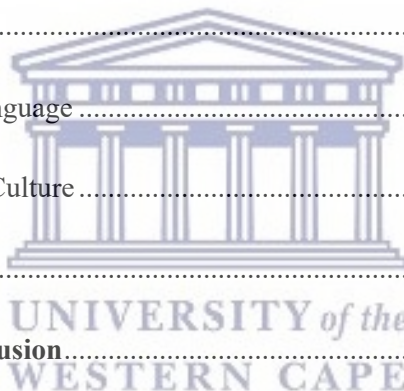 ................................................
nguage ................................................
Culture ................................................
................................................
UNIVERSITY of the
usion................................................
WESTERN CAPE